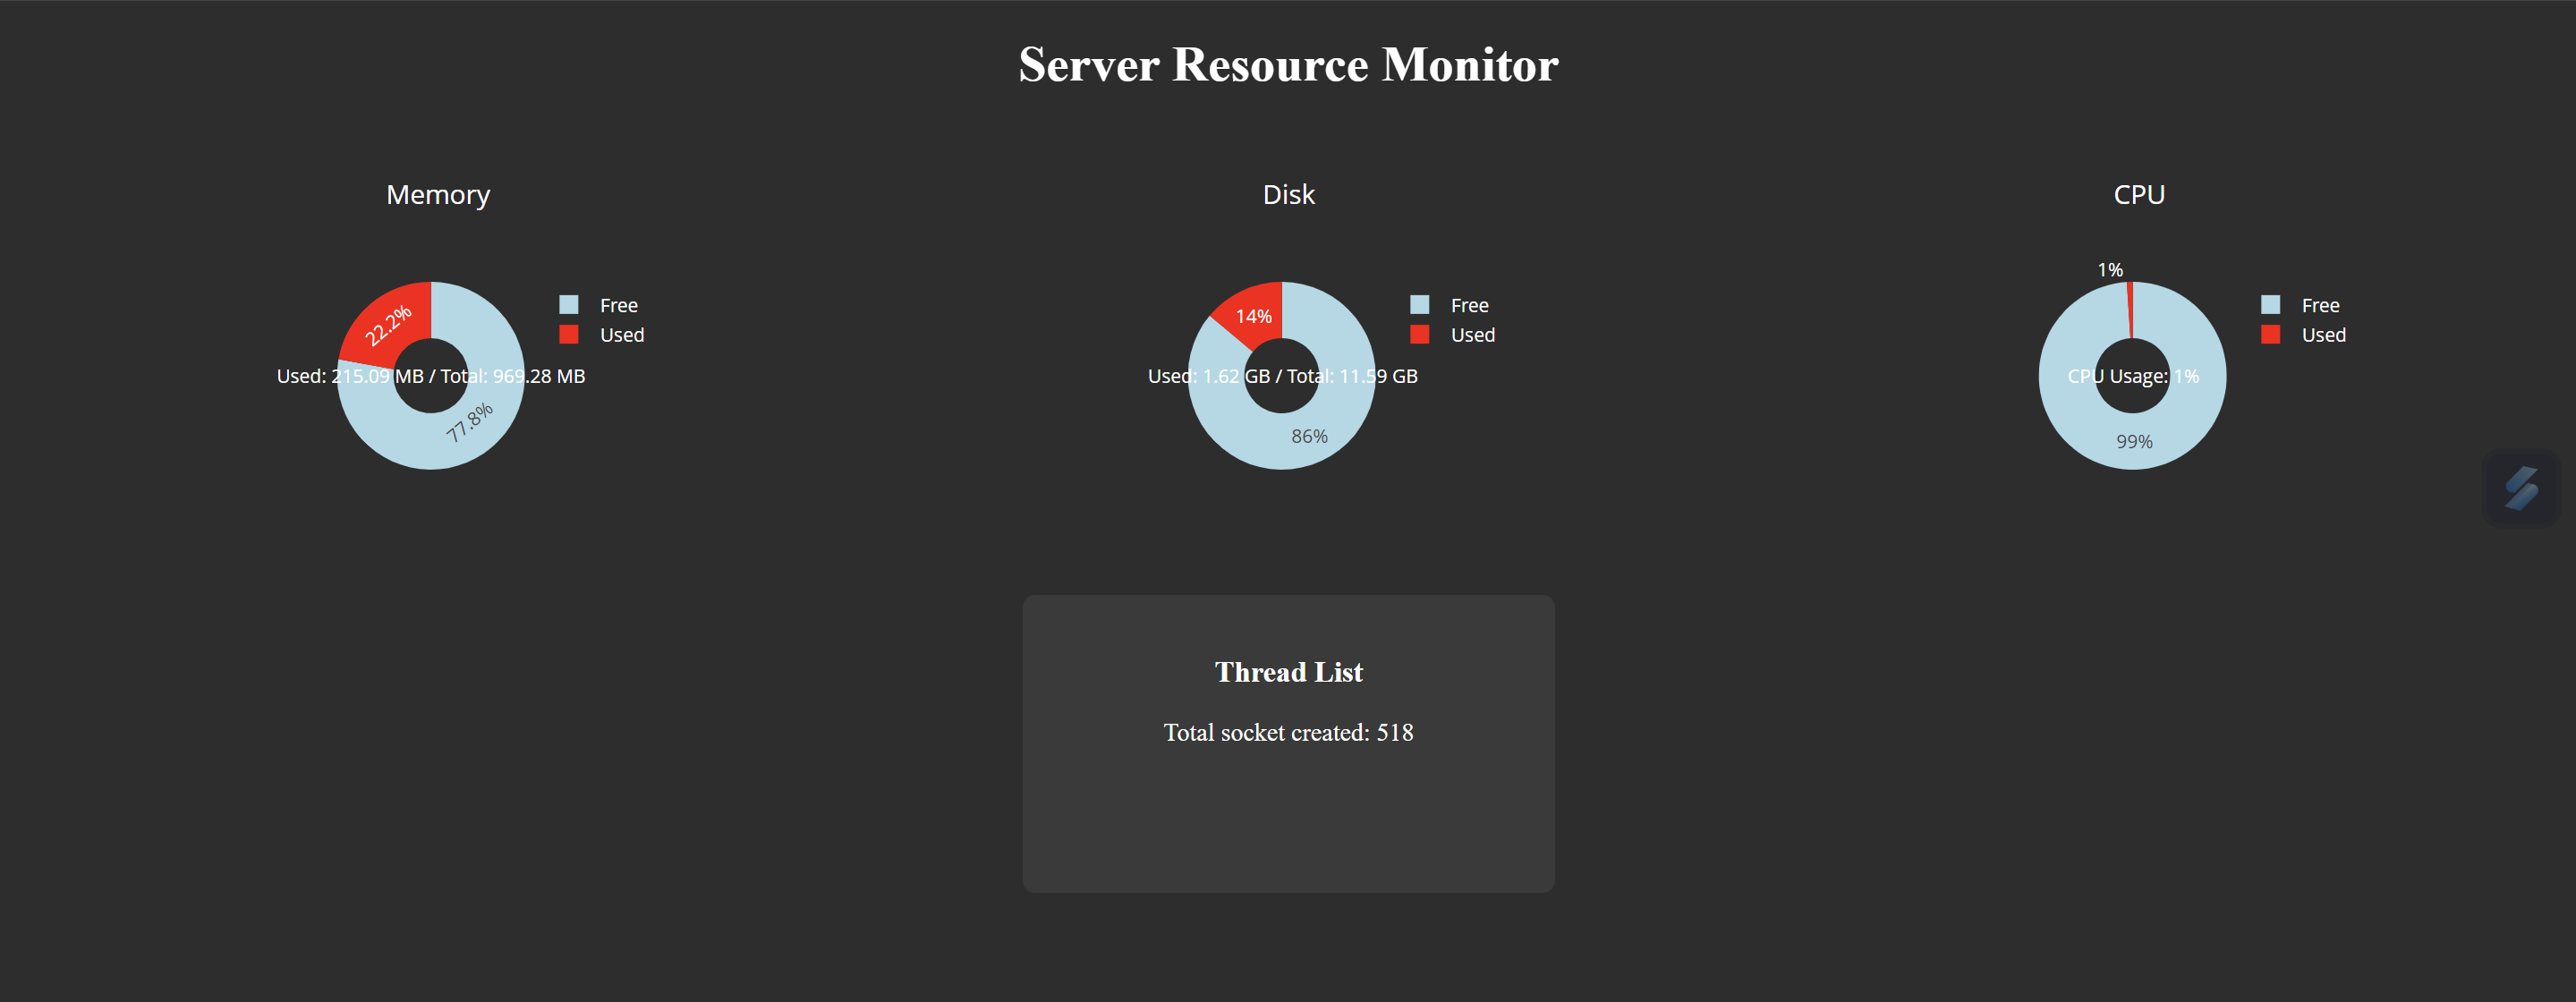 Server Resource Monitor
Memory
22.2%
Free
Used
Used: 215.09 MB / Total: 969.28 MB
77.8%
Disk
14%
Free
Used
Used: 1.62 GB / Total: 11.59 GB
86%
CPU
1%
Free
Used
CPU Usage: 1%
99%
Thread List
Total socket created: 518